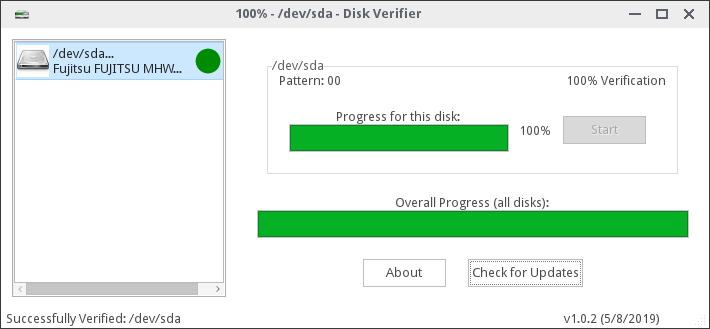 100% - /dev/sda - Disk Verifier
/dev/sda...
Fujitsu FUJITSU MHW...
/dev/sda
Pattern: 00
100% Verification
Progress for this disk:
100%
Start
Overall Progress (all disks):
About
Check for Updates
Successfully Verified: /dev/sda
v1.0.2 (5/8/2019)